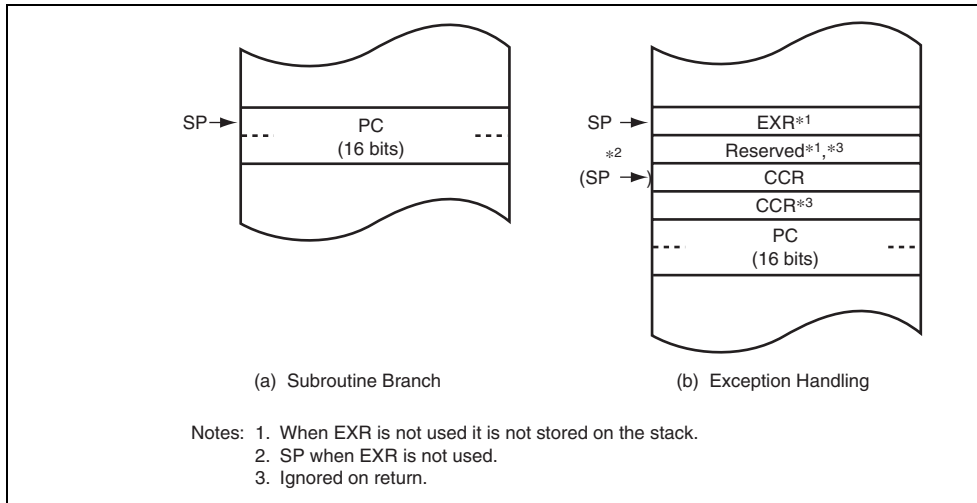 SP
PC
(16 bits)
(a) Subroutine Branch
SP
*2
(SP
)
EXR*1
Reserved*1,*3
CCR
CCR*3
PC
(16 bits)
(b) Exception Handling
Notes: 1. When EXR is not used it is not stored on the stack.
2. SP when EXR is not used.
3. Ignored on return.